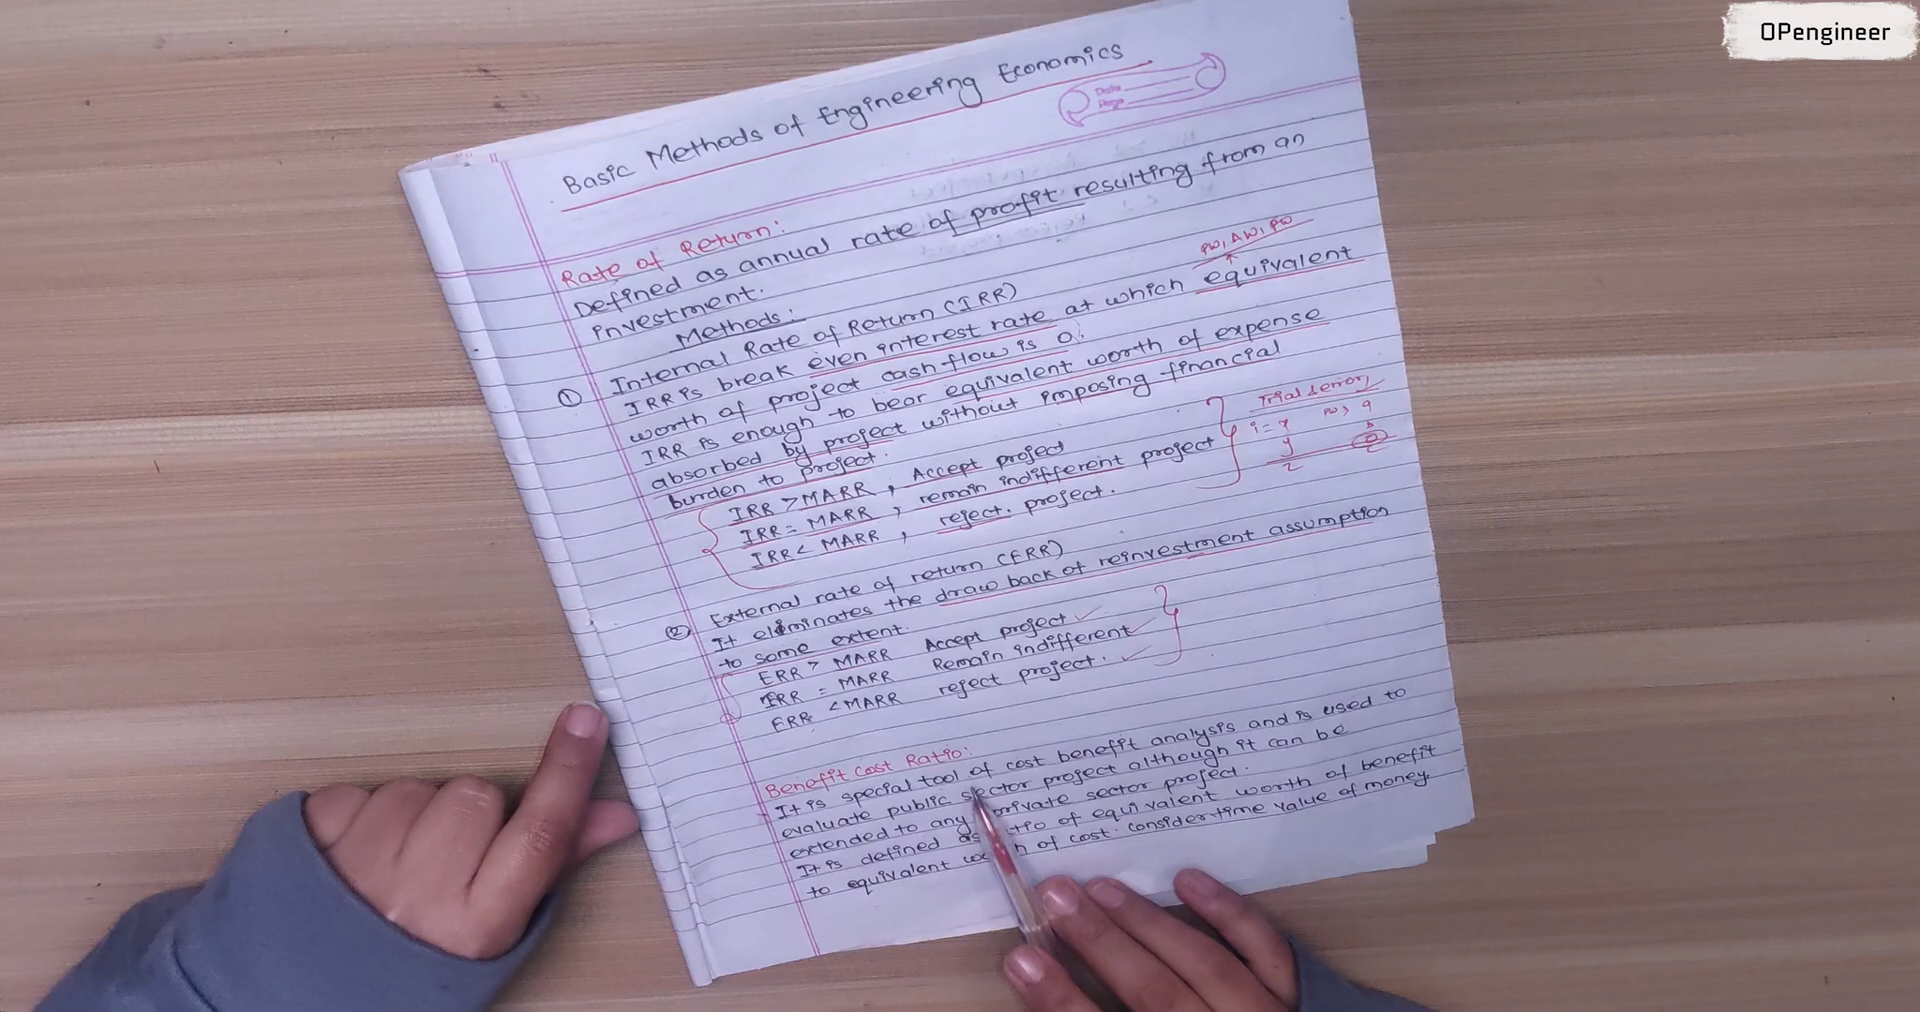 OPengineer
Basic Methods of Engineering Economics
Date
Page
Rate of Return:
Defined as annual rate of profit resulting from an
investment.
Methods:
PW, AW, FW
① Internal Rate of Return (IRR)
IRR is break even interest rate at which equivalent
worth of project cash flow is 0.
IRR is enough to bear equivalent worth of expense
absorbed by project without imposing financial
burden to project.
IRR > MARR, Accept project
IRR = MARR, remain indifferent project
IRR < MARR, reject. project.
Trial & error
i = x PW, a
y b
z
② External rate of return (ERR)
It eliminates the draw back of reinvestment assumption
to some extent.
ERR > MARR Accept project
ERR = MARR Remain indifferent
ERR < MARR reject project.
Benefit Cost Ratio:
It is special tool of cost benefit analysis and is used to
evaluate public sector project although it can be
extended to any private sector project.
It is defined as of equivalent worth of benefit
to equivalent of cost. consider time value of money.